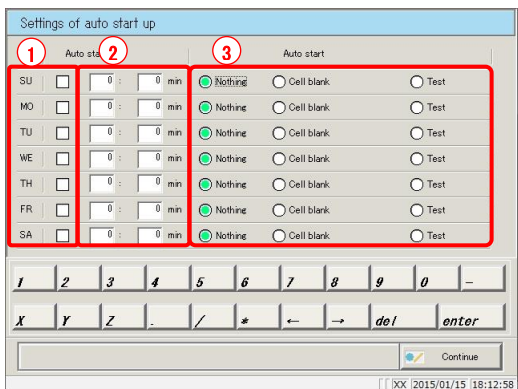 Settings of auto start up
1 Auto sta 2 3 Auto start
SU 0 : 0 min Nothing Cell blank Test
MO 0 : 0 min Nothing Cell blank Test
TU 0 : 0 min Nothing Cell blank Test
WE 0 : 0 min Nothing Cell blank Test
TH 0 : 0 min Nothing Cell blank Test
FR 0 : 0 min Nothing Cell blank Test
SA 0 : 0 min Nothing Cell blank Test
1 2 3 4 5 6 7 8 9 0 -
X Y Z . / * ← → del enter
Continue
XX 2015/01/15 18:12:58